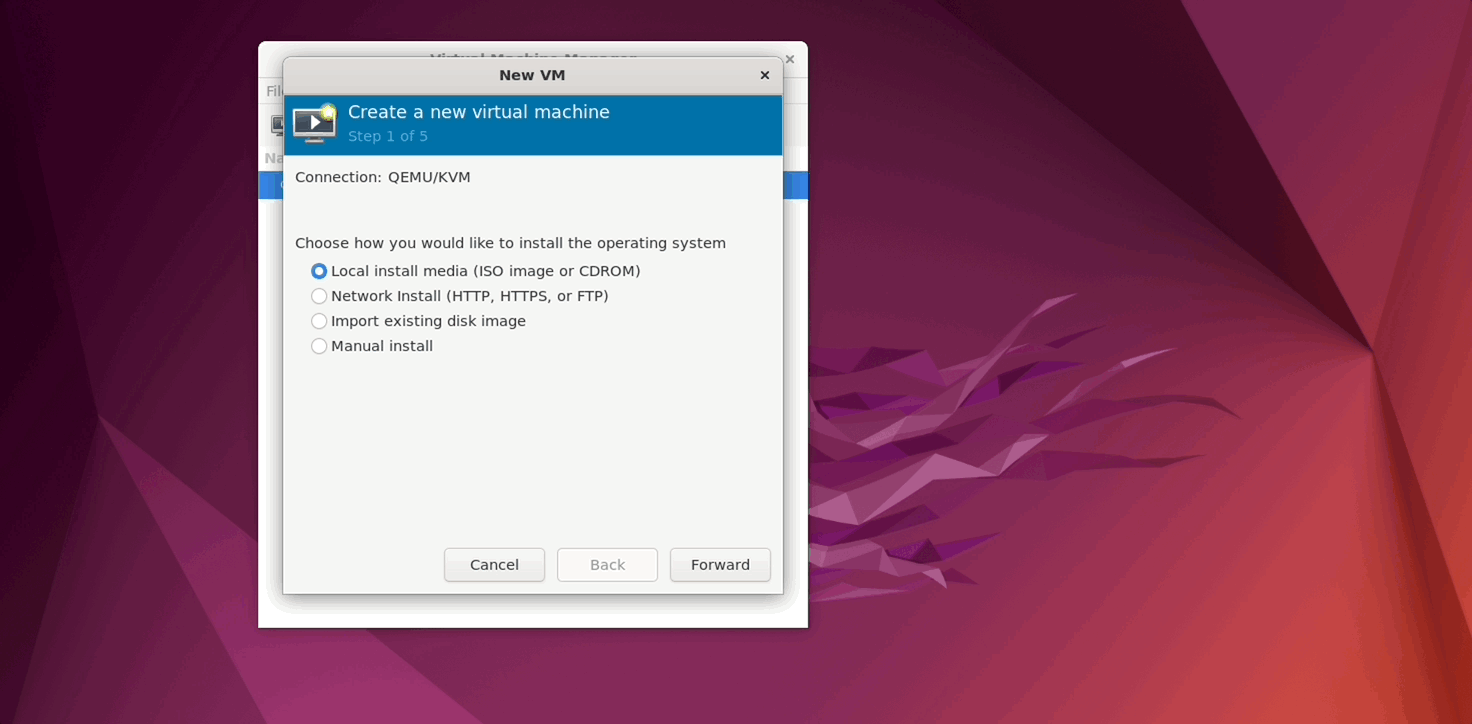 Virtual Machine Manager
New VM
Create a new virtual machine
Step 1 of 5
Connection: QEMU/KVM
Choose how you would like to install the operating system
Local install media (ISO image or CDROM)
Network Install (HTTP, HTTPS, or FTP)
Import existing disk image
Manual install
Cancel
Back
Forward